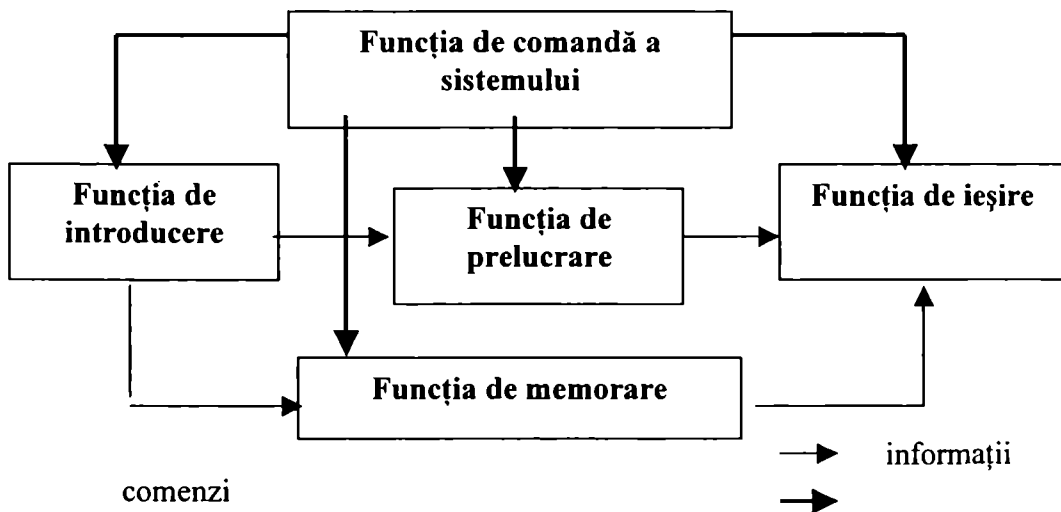 Funcția de comandă a
sistemului
Funcția de
introducere
Funcția de
prelucrare
Funcția de ieșire
Funcția de memorare
informații
comenzi